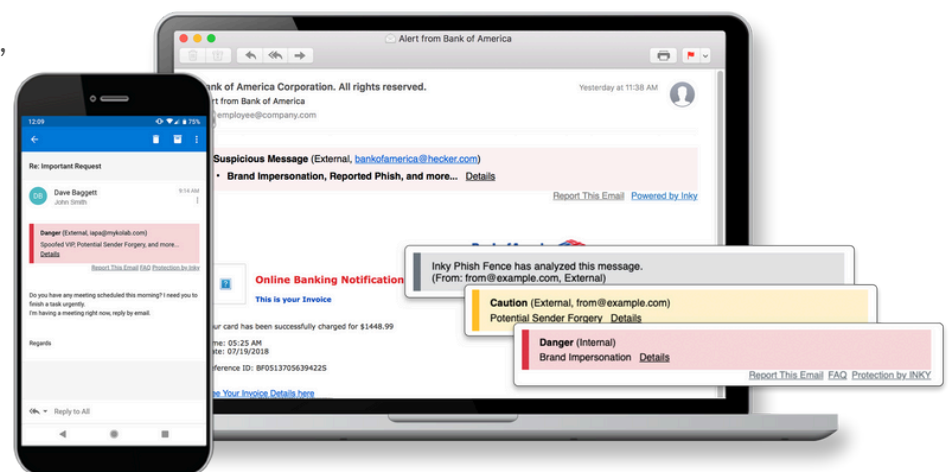 ,
Alert from Bank of America
nk of America Corporation. All rights reserved.
Yesterday at 11:38 AM
rt from Bank of America
employee@company.com
Suspicious Message (External, bankofamerica@hecker.com)
• Brand Impersonation, Reported Phish, and more... Details
Report This Email Powered by Inky
Online Banking Notification
This is your Invoice
ur card has been successfully charged for $1448.99
me: 05:25 AM
ate: 07/19/2018
ference ID: BF0513705639422S
ee Your Invoice Details here
12:09
75%
Re: Important Request
DB
Dave Baggett
9:14 AM
John Smith
Danger (External, iapa@mykolab.com)
Spoofed VIP, Potential Sender Forgery, and more...
Details
Report This Email FAQ Protection by Inky
Do you have any meeting scheduled this morning? I need you to
finish a task urgently.
I'm having a meeting right now, reply by email.
Regards
Reply to All
Inky Phish Fence has analyzed this message.
(From: from@example.com, External)
Caution (External, from@example.com)
Potential Sender Forgery Details
Danger (Internal)
Brand Impersonation Details
Report This Email FAQ Protection by INKY